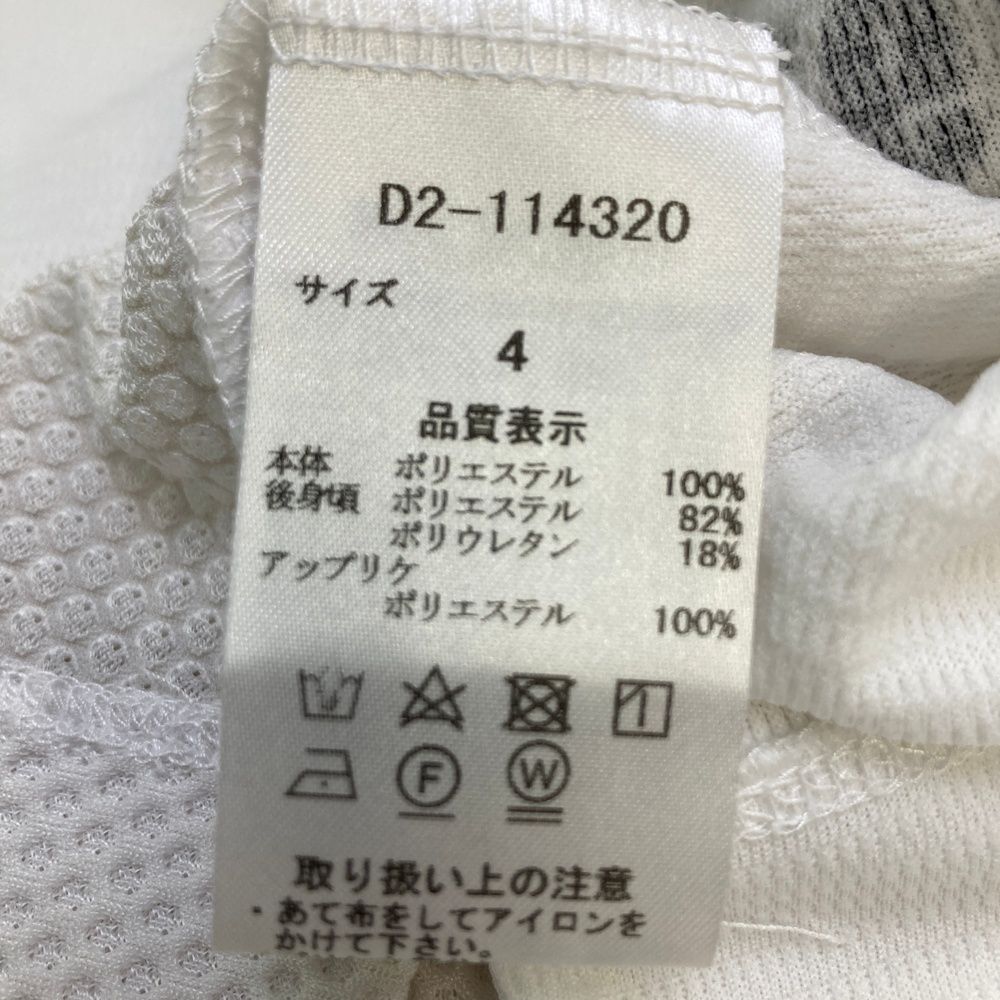 D2-114320
サイズ
4
品質表示
本体 ポリエステル 100%
後身頃 ポリエステル 82%
ポリウレタン 18%
アップリケ
ポリエステル 100%
F W
取り扱い上の注意
・あて布をしてアイロンを
かけて下さい。